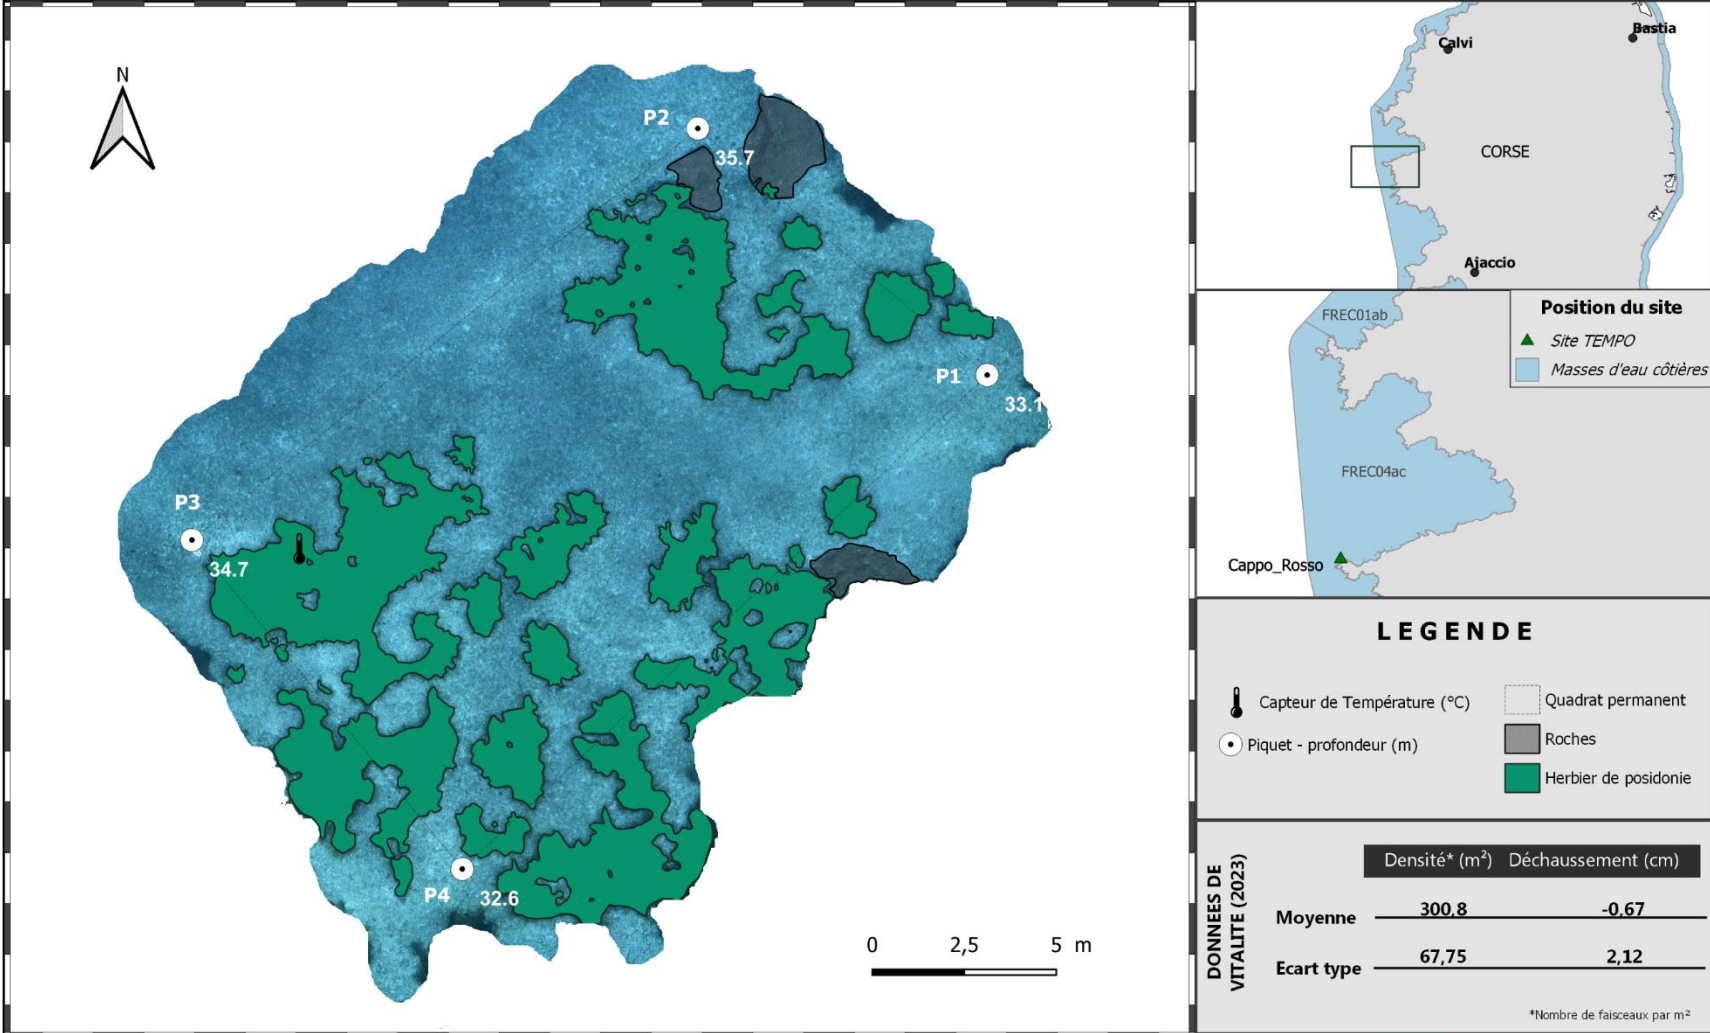 N
P2
35.7
P1
33.1
P3
34.7
P4
32.6
0 2,5 5 m
Calvi
Bastia
CORSE
Ajaccio
FREC01ab
FREC04ac
Cappo_Rosso
Position du site
Site TEMPO
Masses d'eau côtières
LEGENDE
Capteur de Température (°C)
Piquet - profondeur (m)
Quadrat permanent
Roches
Herbier de posidonie
DONNEES DE
VITALITE (2023)
Densité* (m²) Déchaussement (cm)
Moyenne 300,8 -0,67
Ecart type 67,75 2,12
*Nombre de faisceaux par m²